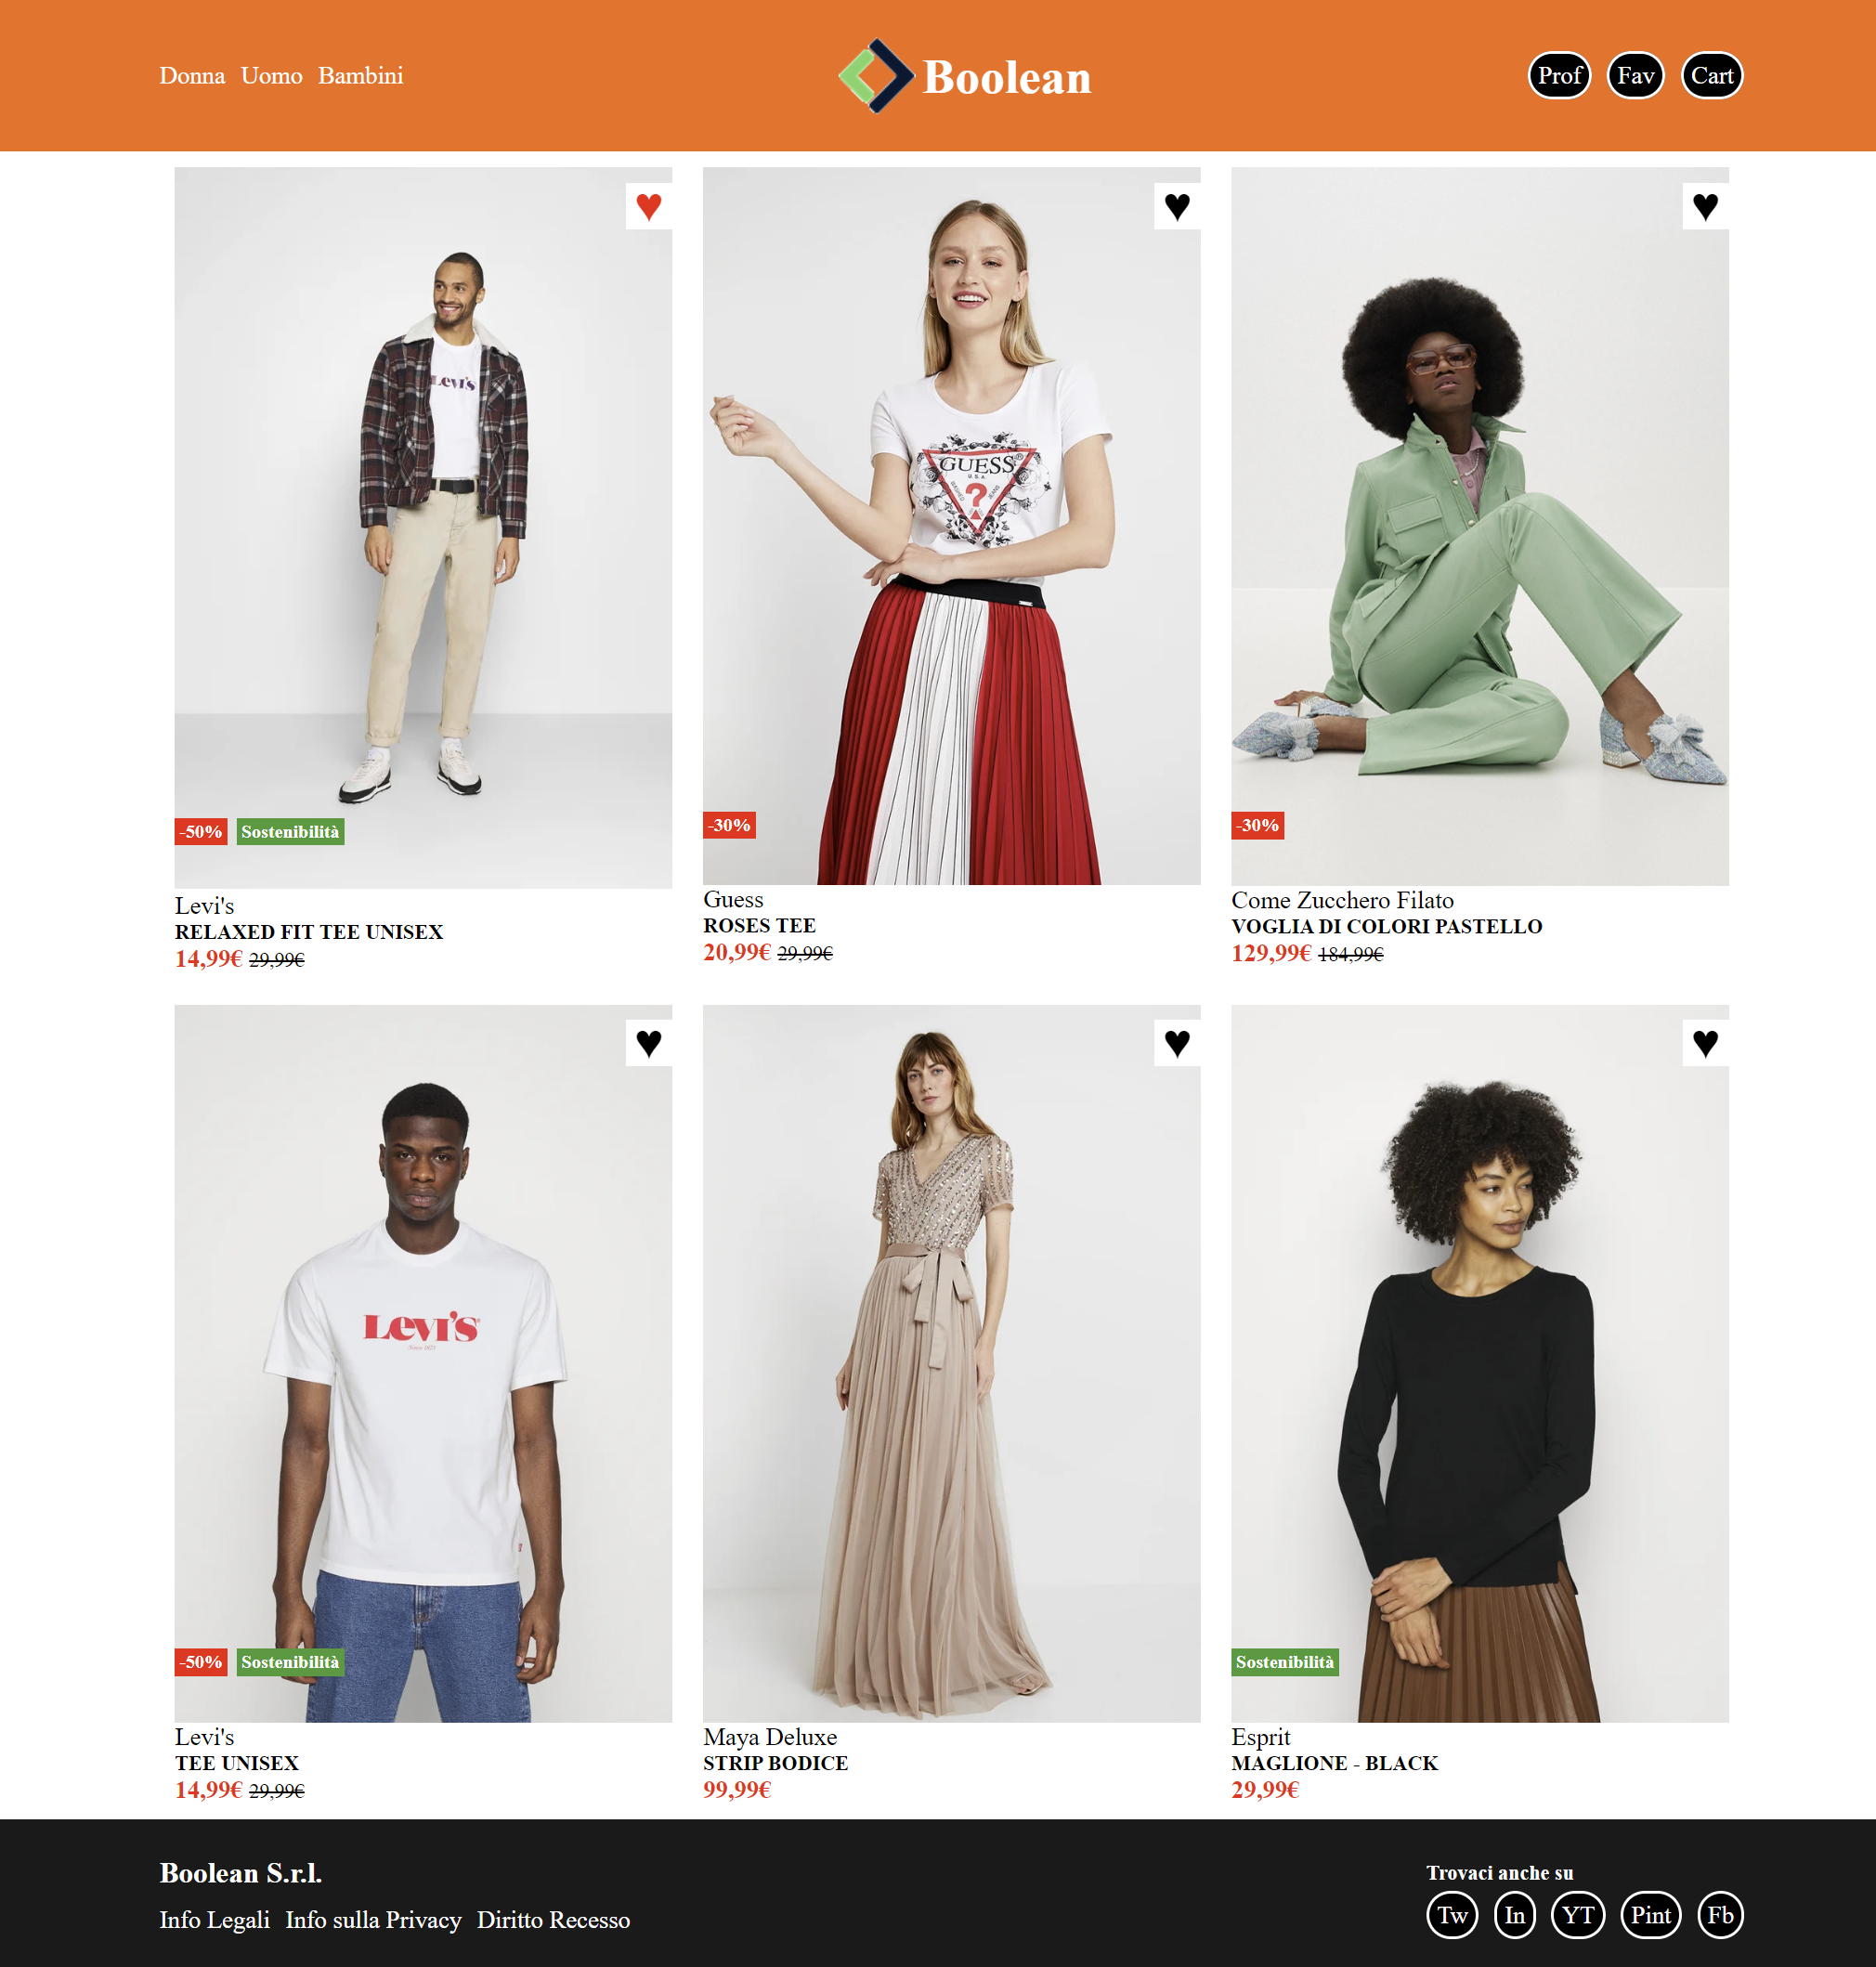 Donna Uomo Bambini
Boolean
Prof Fav Cart
♥
Levi's
-50% Sostenibilità
Levi's
RELAXED FIT TEE UNISEX
14,99€ 29,99€
♥
GUESS
U.S.A.
?
-30%
Guess
ROSES TEE
20,99€ 29,99€
♥
-30%
Come Zucchero Filato
VOGLIA DI COLORI PASTELLO
129,99€ 184,99€
♥
Levi's
-50% Sostenibilità
Levi's
TEE UNISEX
14,99€ 29,99€
♥
Maya Deluxe
STRIP BODICE
99,99€
♥
Sostenibilità
Esprit
MAGLIONE - BLACK
29,99€
Boolean S.r.l.
Info Legali Info sulla Privacy Diritto Recesso
Trovaci anche su
Tw In YT Pint Fb